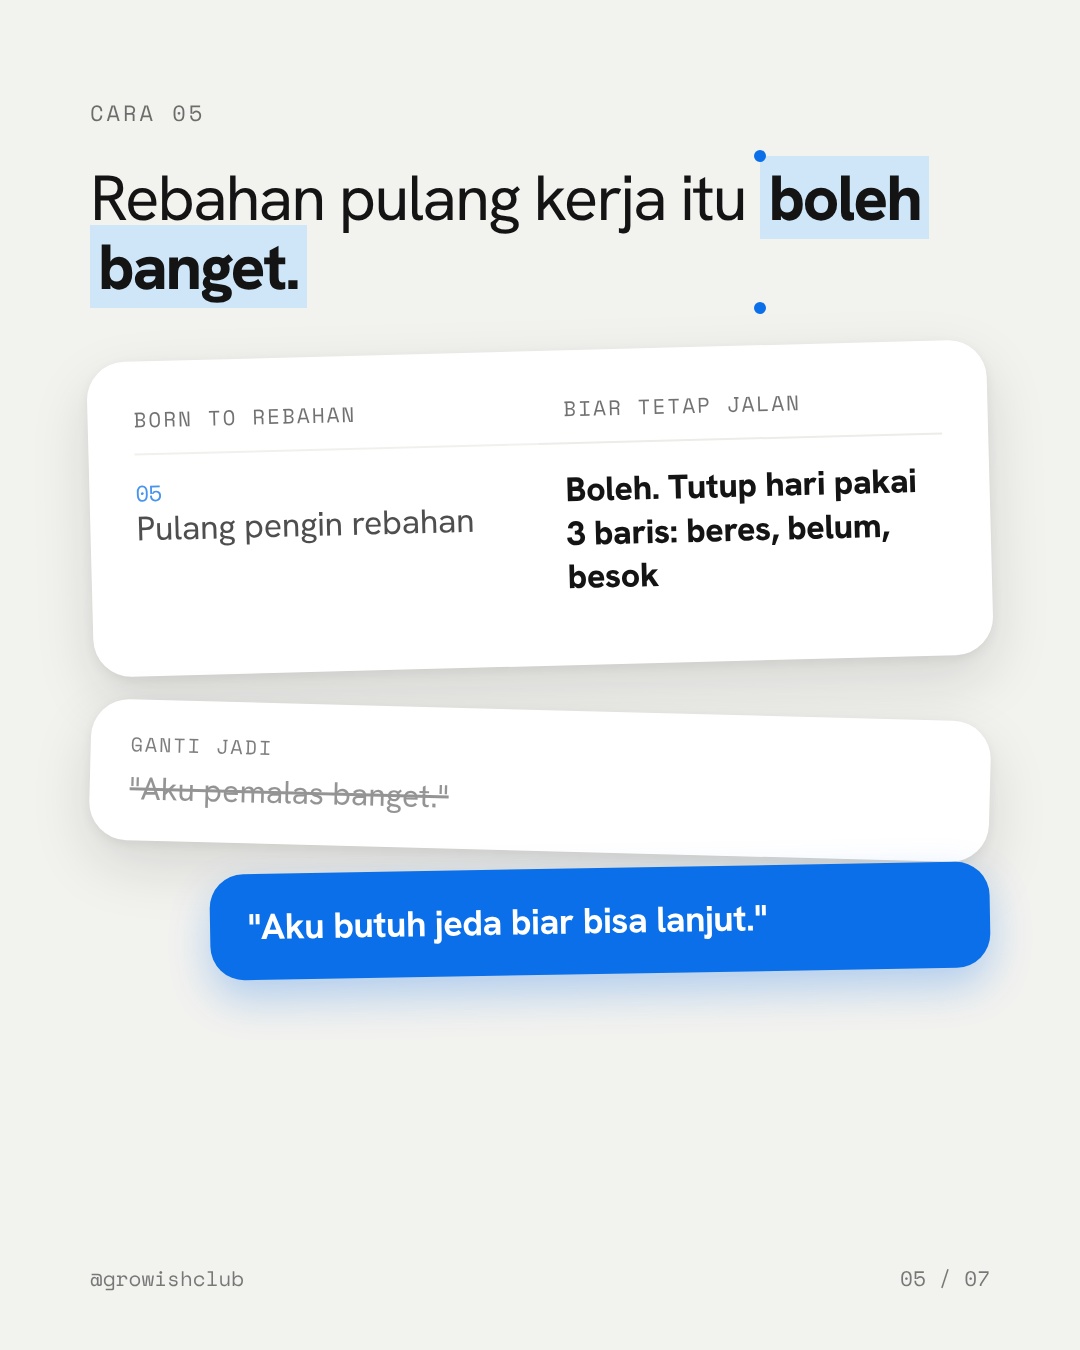 CARA 05
Rebahan pulang kerja itu boleh
banget.
BORN TO REBAHAN
BIAR TETAP JALAN
05
Pulang pengin rebahan
Boleh. Tutup hari pakai
3 baris: beres, belum,
besok
GANTI JADI
"Aku pemalas banget."
"Aku butuh jeda biar bisa lanjut."
@growishclub
05 / 07